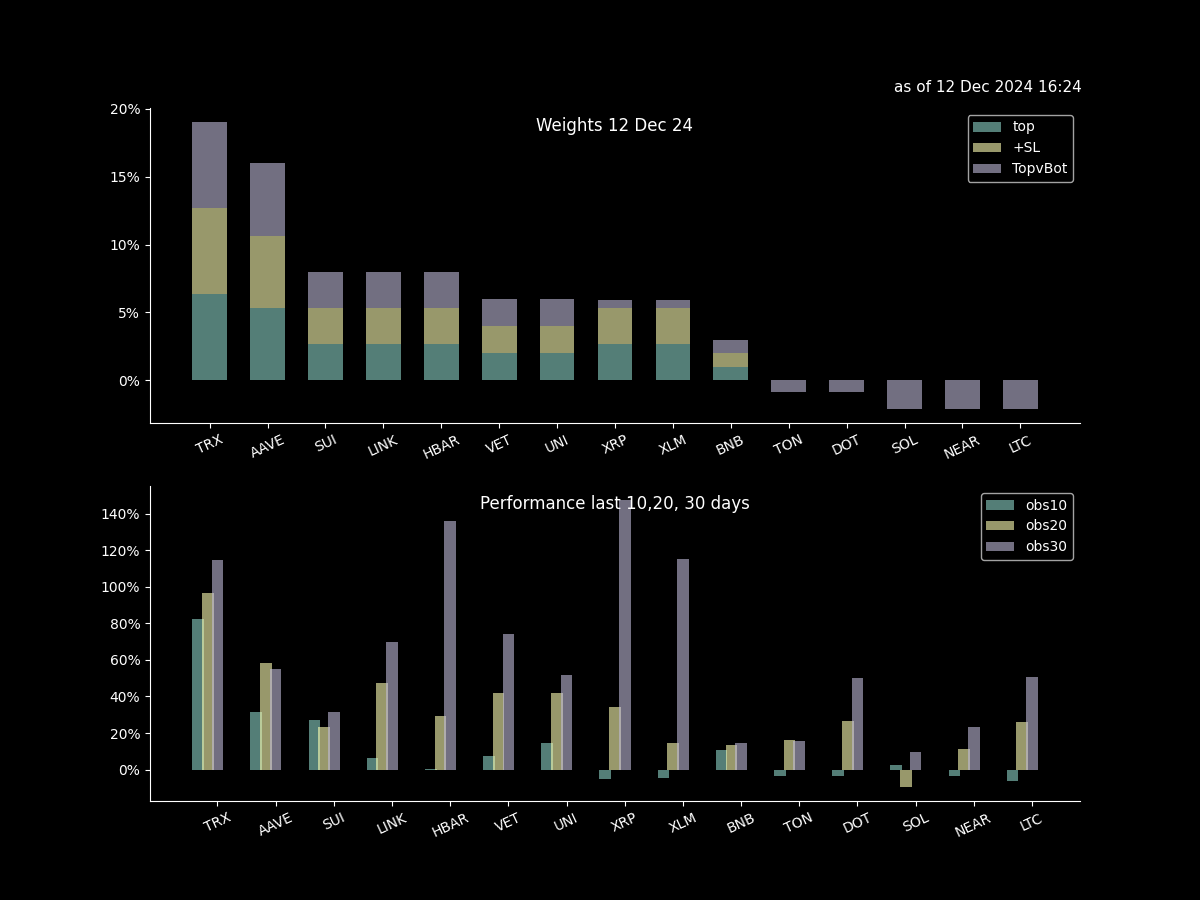 as of 12 Dec 2024 16:24
Weights 12 Dec 24
top
+SL
TopvBot
20%
15%
10%
5%
0%
TRX AAVE SUI LINK HBAR VET UNI XRP XLM BNB TON DOT SOL NEAR LTC
Performance last 10,20, 30 days
obs10
obs20
obs30
140%
120%
100%
80%
60%
40%
20%
0%
TRX AAVE SUI LINK HBAR VET UNI XRP XLM BNB TON DOT SOL NEAR LTC